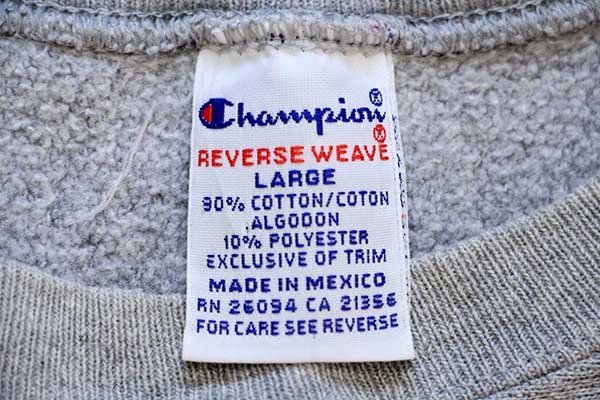 Champion®
®
REVERSE WEAVE
LARGE
90% COTTON/COTON
ALGODON
10% POLYESTER
EXCLUSIVE OF TRIM
MADE IN MEXICO
RN 26094 CA 21356
FOR CARE SEE REVERSE